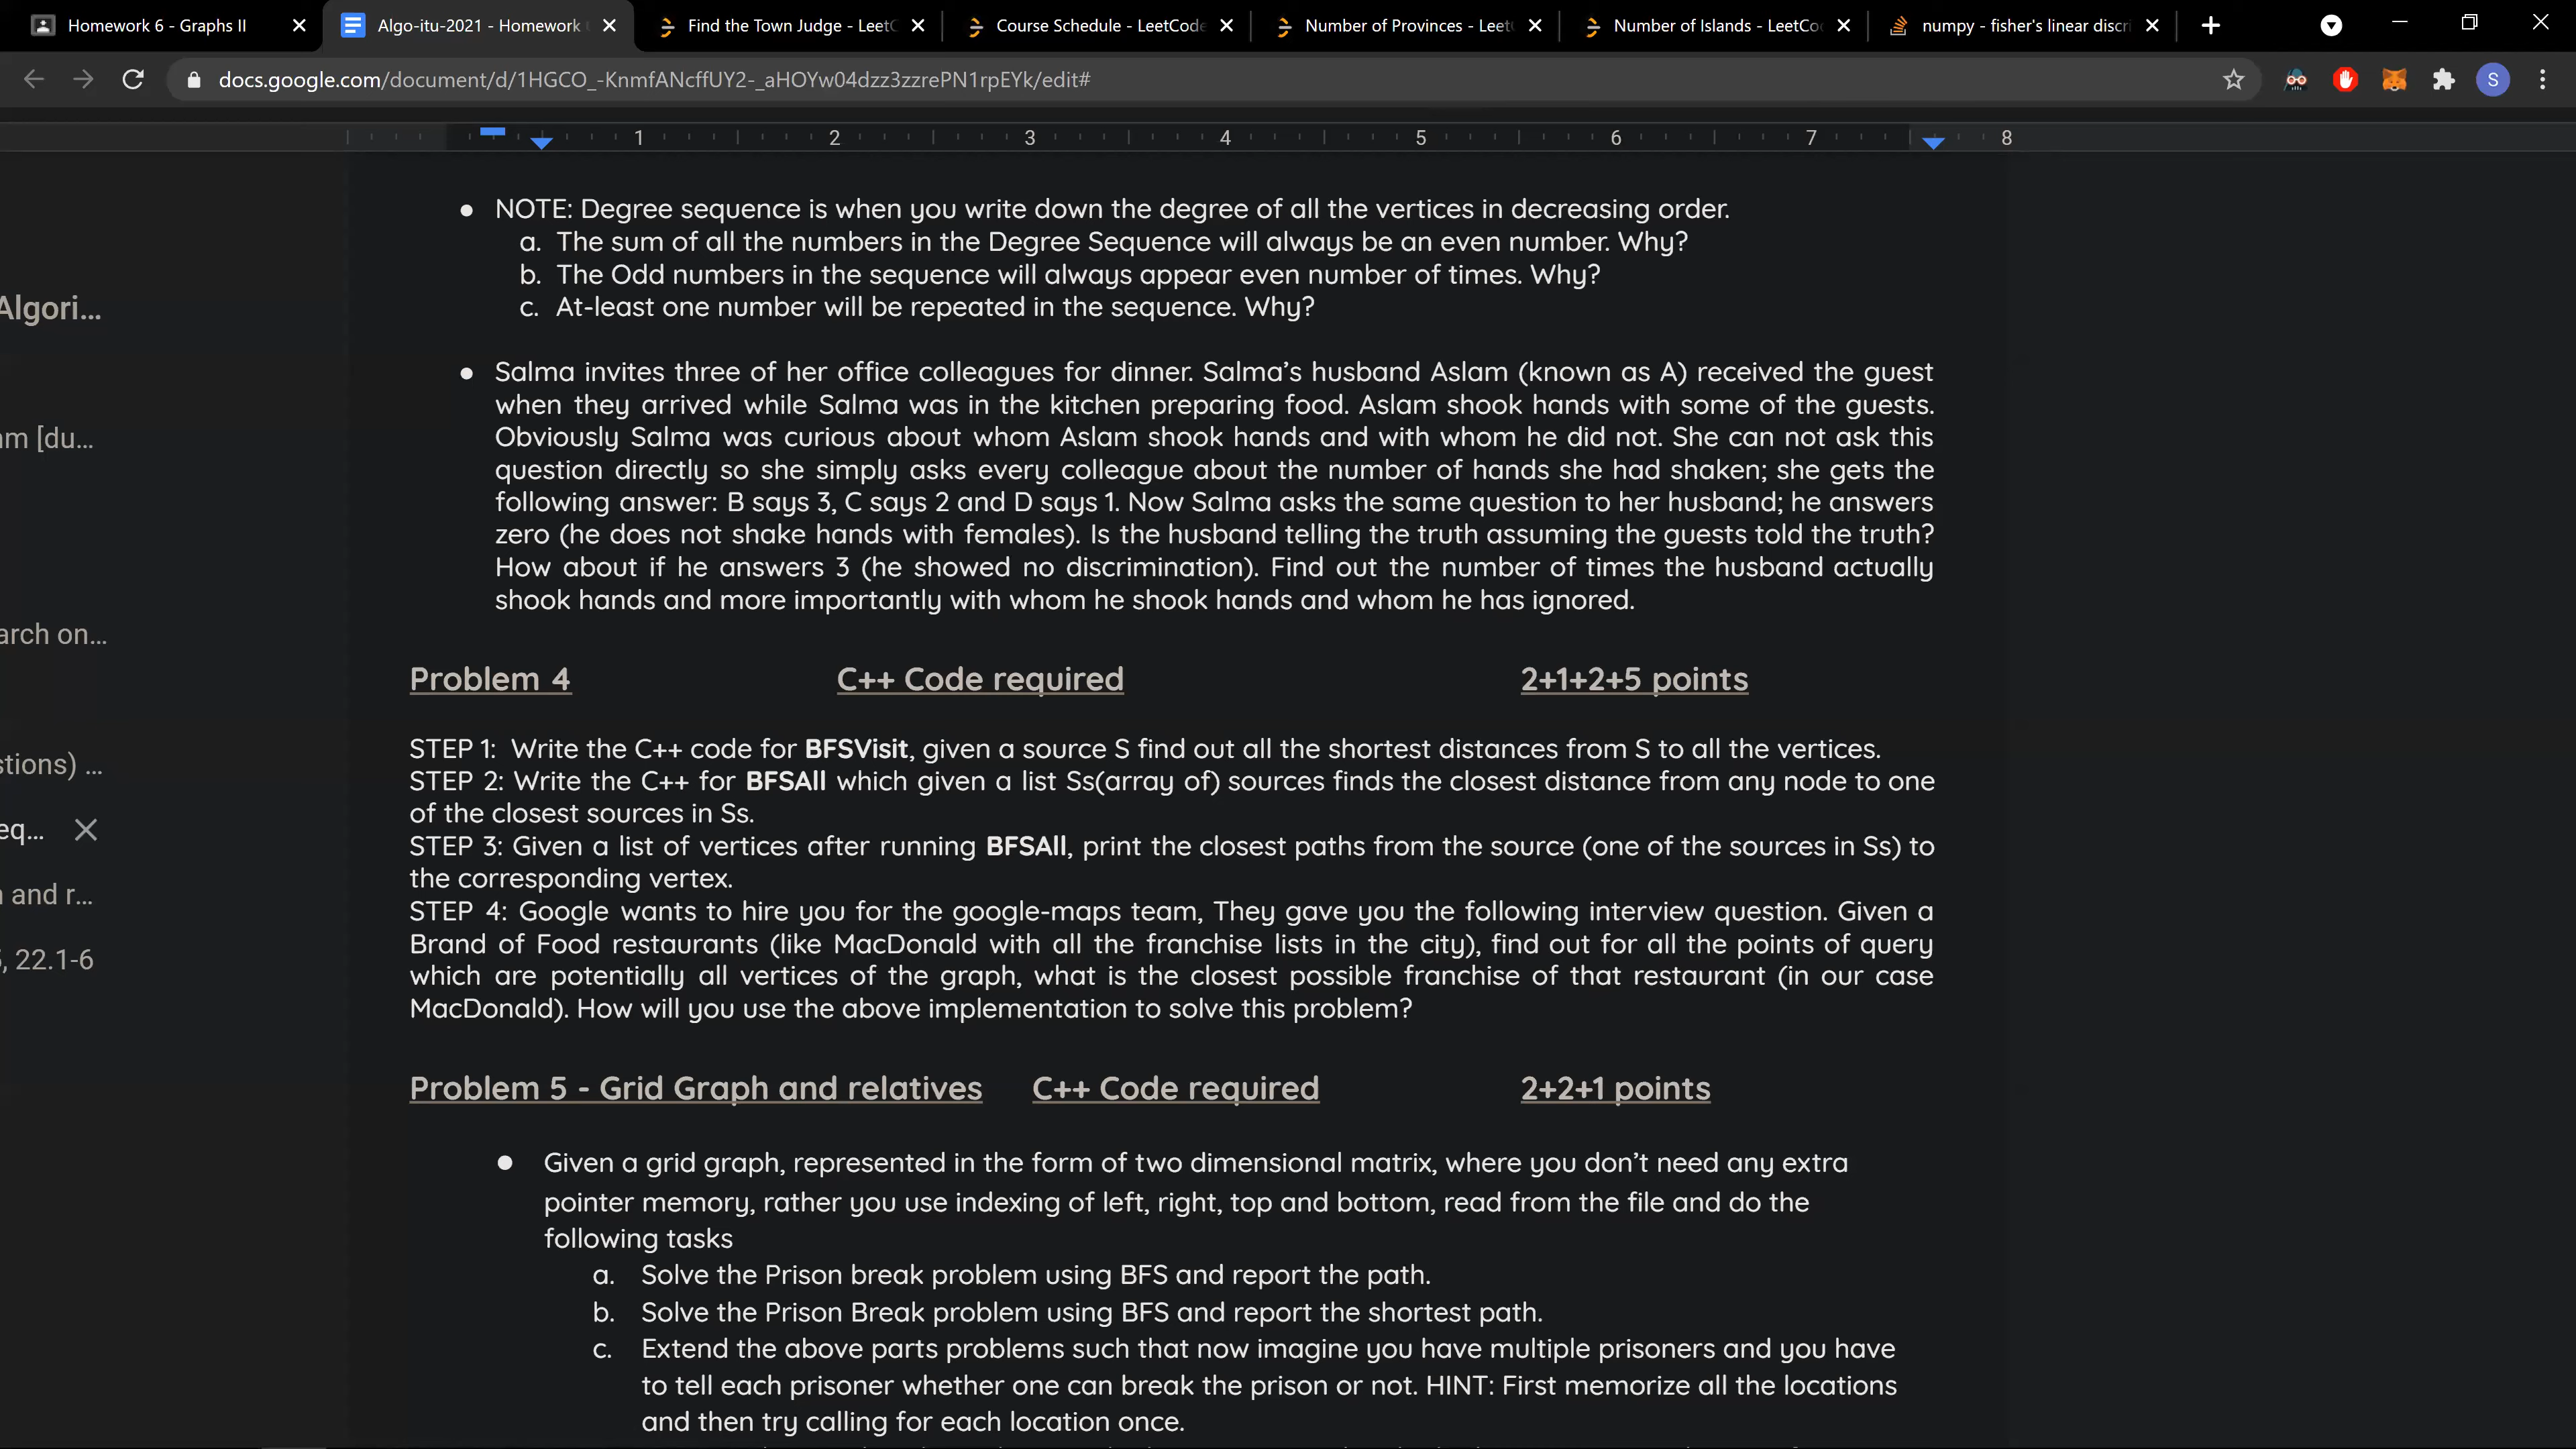 Homework 6 - Graphs II
Algo-itu-2021 - Homework
Find the Town Judge - LeetC
Course Schedule - LeetCode
Number of Provinces - Leet
Number of Islands - LeetCo
numpy - fisher's linear discri
docs.google.com/document/d/1HGCO_-KnmfANcffUY2-_aHOYw04dzz3zzrePN1rpEYk/edit#
S
1 2 3 4 5 6 7 8
Algori...
am [du...
arch on...
stions) ...
eq...
n and r...
, 22.1-6
● NOTE: Degree sequence is when you write down the degree of all the vertices in decreasing order.
a. The sum of all the numbers in the Degree Sequence will always be an even number. Why?
b. The Odd numbers in the sequence will always appear even number of times. Why?
c. At-least one number will be repeated in the sequence. Why?
● Salma invites three of her office colleagues for dinner. Salma's husband Aslam (known as A) received the guest
when they arrived while Salma was in the kitchen preparing food. Aslam shook hands with some of the guests.
Obviously Salma was curious about whom Aslam shook hands and with whom he did not. She can not ask this
question directly so she simply asks every colleague about the number of hands she had shaken; she gets the
following answer: B says 3, C says 2 and D says 1. Now Salma asks the same question to her husband; he answers
zero (he does not shake hands with females). Is the husband telling the truth assuming the guests told the truth?
How about if he answers 3 (he showed no discrimination). Find out the number of times the husband actually
shook hands and more importantly with whom he shook hands and whom he has ignored.
Problem 4 C++ Code required 2+1+2+5 points
STEP 1: Write the C++ code for BFSVisit, given a source S find out all the shortest distances from S to all the vertices.
STEP 2: Write the C++ for BFSAll which given a list Ss(array of) sources finds the closest distance from any node to one
of the closest sources in Ss.
STEP 3: Given a list of vertices after running BFSAll, print the closest paths from the source (one of the sources in Ss) to
the corresponding vertex.
STEP 4: Google wants to hire you for the google-maps team, They gave you the following interview question. Given a
Brand of Food restaurants (like MacDonald with all the franchise lists in the city), find out for all the points of query
which are potentially all vertices of the graph, what is the closest possible franchise of that restaurant (in our case
MacDonald). How will you use the above implementation to solve this problem?
Problem 5 - Grid Graph and relatives C++ Code required 2+2+1 points
● Given a grid graph, represented in the form of two dimensional matrix, where you don't need any extra
pointer memory, rather you use indexing of left, right, top and bottom, read from the file and do the
following tasks
a. Solve the Prison break problem using BFS and report the path.
b. Solve the Prison Break problem using BFS and report the shortest path.
c. Extend the above parts problems such that now imagine you have multiple prisoners and you have
to tell each prisoner whether one can break the prison or not. HINT: First memorize all the locations
and then try calling for each location once.